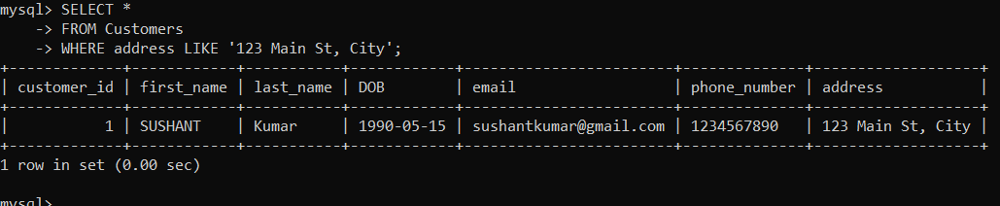 mysql> SELECT *
    -> FROM Customers
    -> WHERE address LIKE '123 Main St, City';
+-------------+------------+-----------+------------+------------------------+--------------+-------------------+
| customer_id | first_name | last_name | DOB        | email                  | phone_number | address           |
+-------------+------------+-----------+------------+------------------------+--------------+-------------------+
|           1 | SUSHANT    | Kumar     | 1990-05-15 | sushantkumar@gmail.com | 1234567890   | 123 Main St, City |
+-------------+------------+-----------+------------+------------------------+--------------+-------------------+
1 row in set (0.00 sec)

mysql>